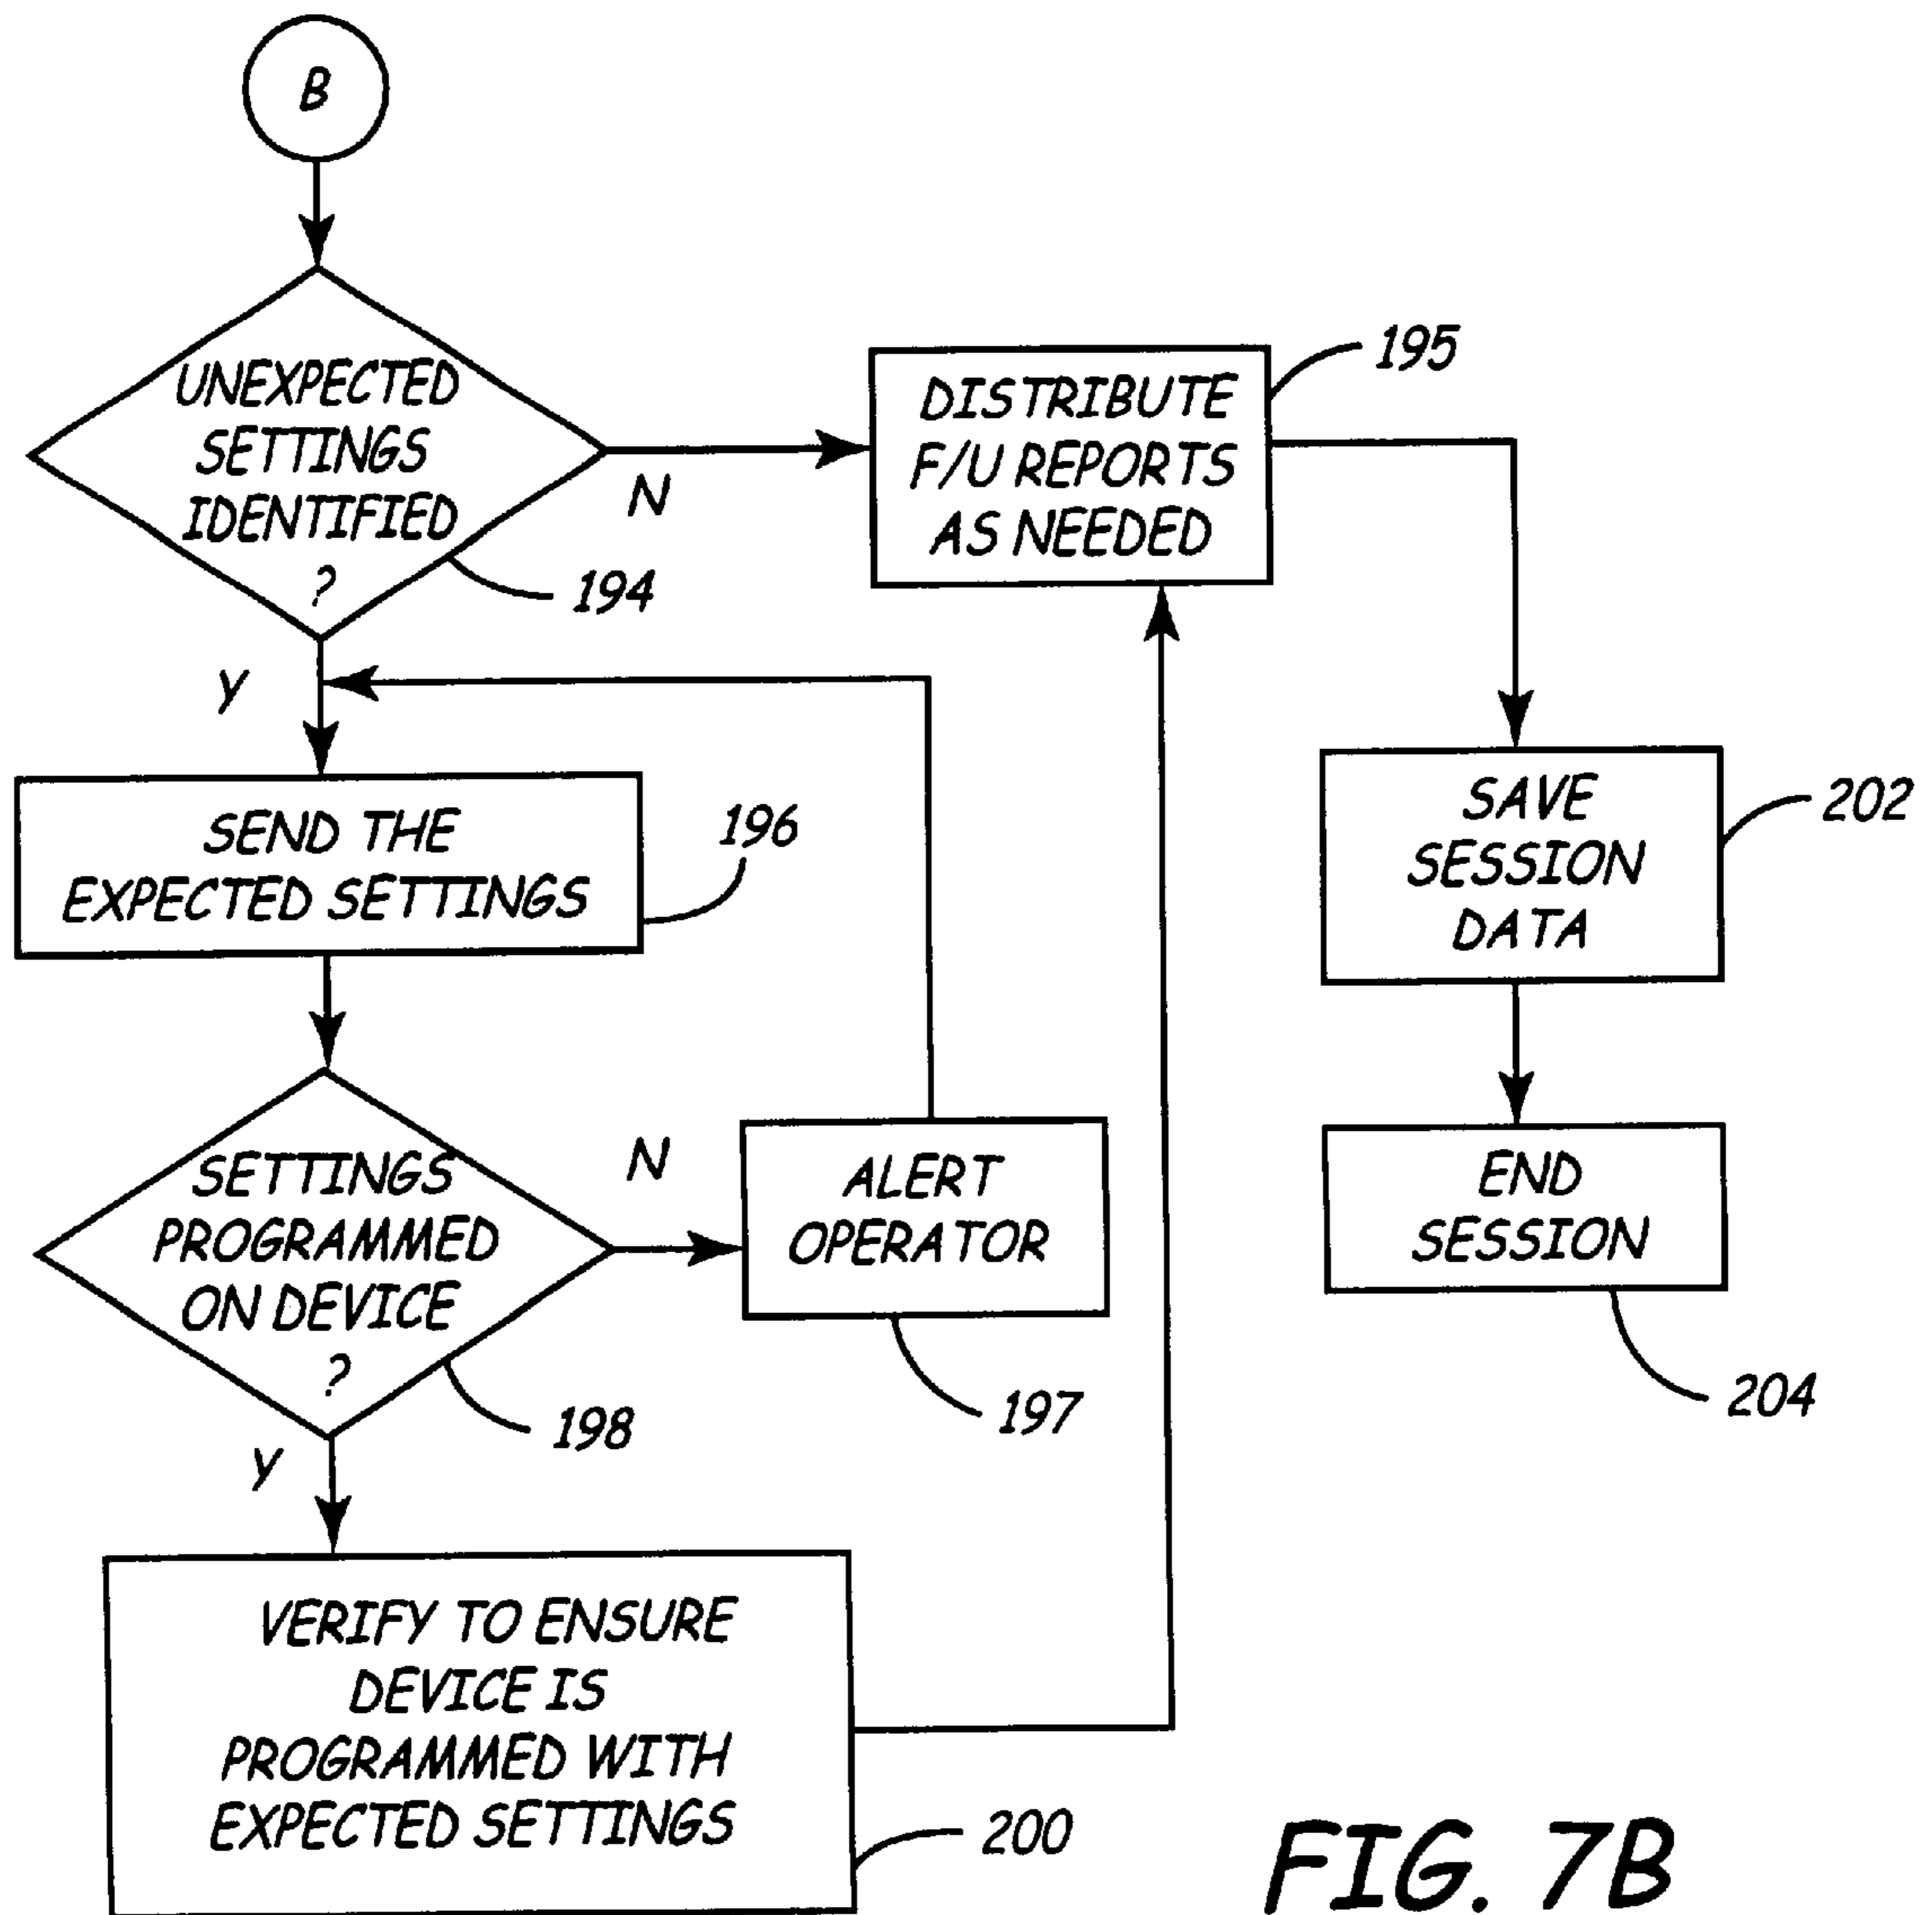 B
UNEXPECTED
SETTINGS
IDENTIFIED
?
194
N
Y
DISTRIBUTE
F/U REPORTS
AS NEEDED
195
SEND THE
EXPECTED SETTINGS
196
SETTINGS
PROGRAMMED
ON DEVICE
?
198
N
Y
ALERT
OPERATOR
197
VERIFY TO ENSURE
DEVICE IS
PROGRAMMED WITH
EXPECTED SETTINGS
200
SAVE
SESSION
DATA
202
END
SESSION
204
FIG. 7B